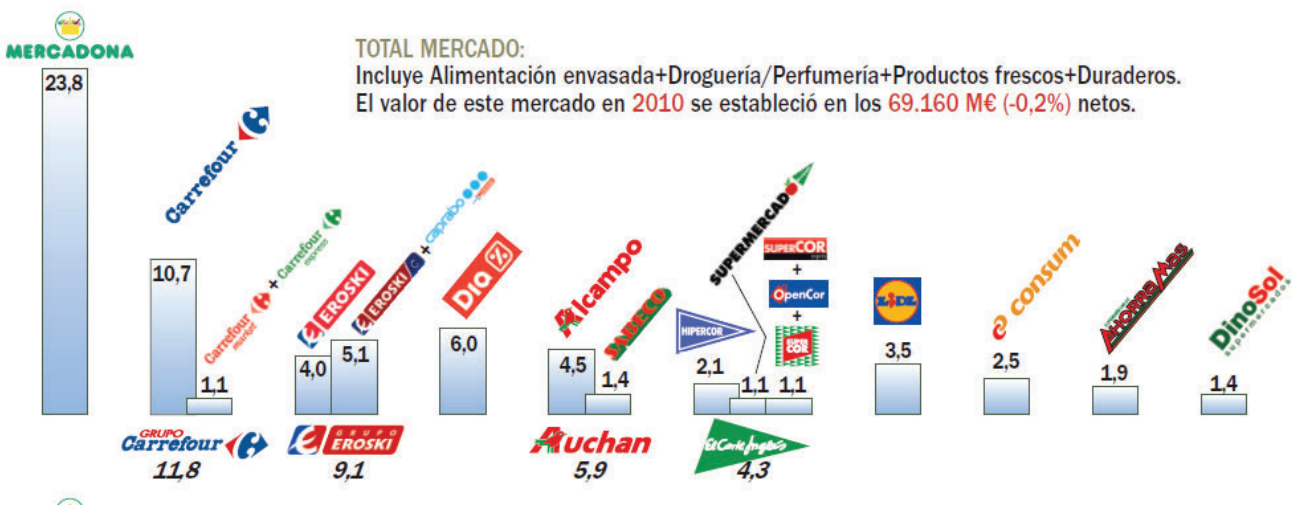 MERCADONA
TOTAL MERCADO:
Incluye Alimentación envasada+Droguería/Perfumería+Productos frescos+Duraderos.
El valor de este mercado en 2010 se estableció en los 69.160 M€ (-0,2%) netos.
23,8
Carrefour
10,7
Carrefour market + Carrefour express
1,1
EROSKI
4,0
EROSKI/c + caprabo
5,1
Dia %
6,0
Alcampo
4,5
SABECO
1,4
HIPERCOR
2,1
SUPERMERCADO
1,1
SUPERCOR
+
OpenCor
+
SUPER
COR
1,1
LIDL
3,5
consum
2,5
AHORRAMAS
1,9
DinoSol
supermercados
1,4
GRUPO
Carrefour
11,8
GRUPO
EROSKI
9,1
Auchan
5,9
El Corte Inglés
4,3